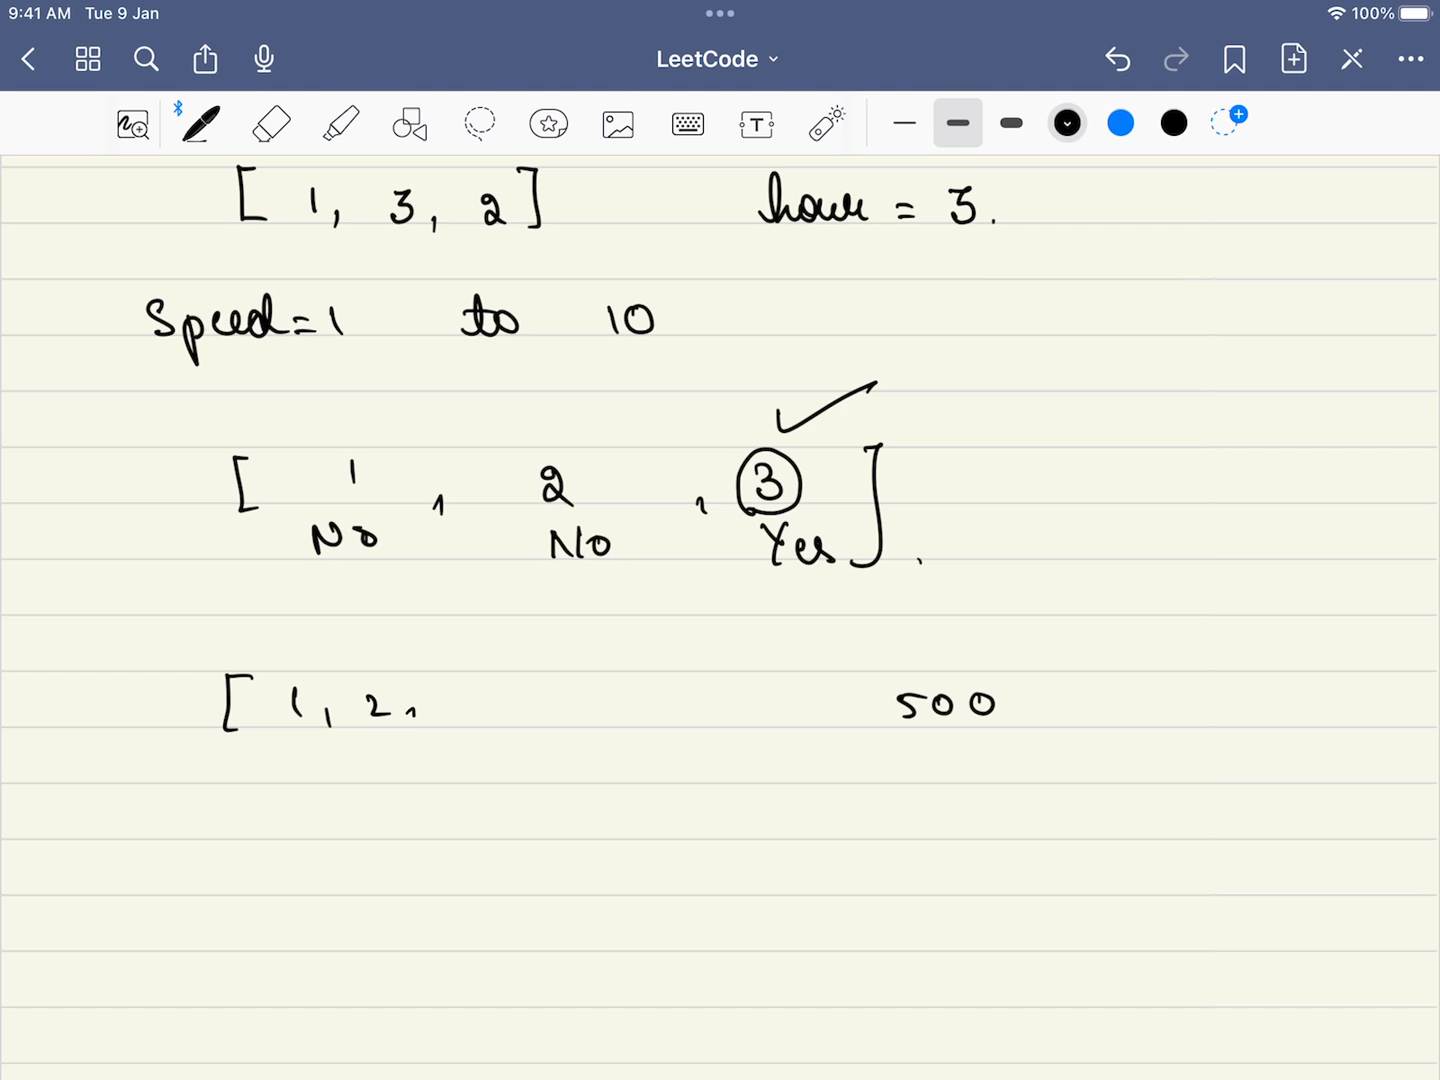 9:41 AM Tue 9 Jan 100%
LeetCode
T
[ 1, 3, 2 ] hour = 3.
Speed=1 to 10
[ 1, 2, 3 ].
No No Yes
[ 1, 2, 500